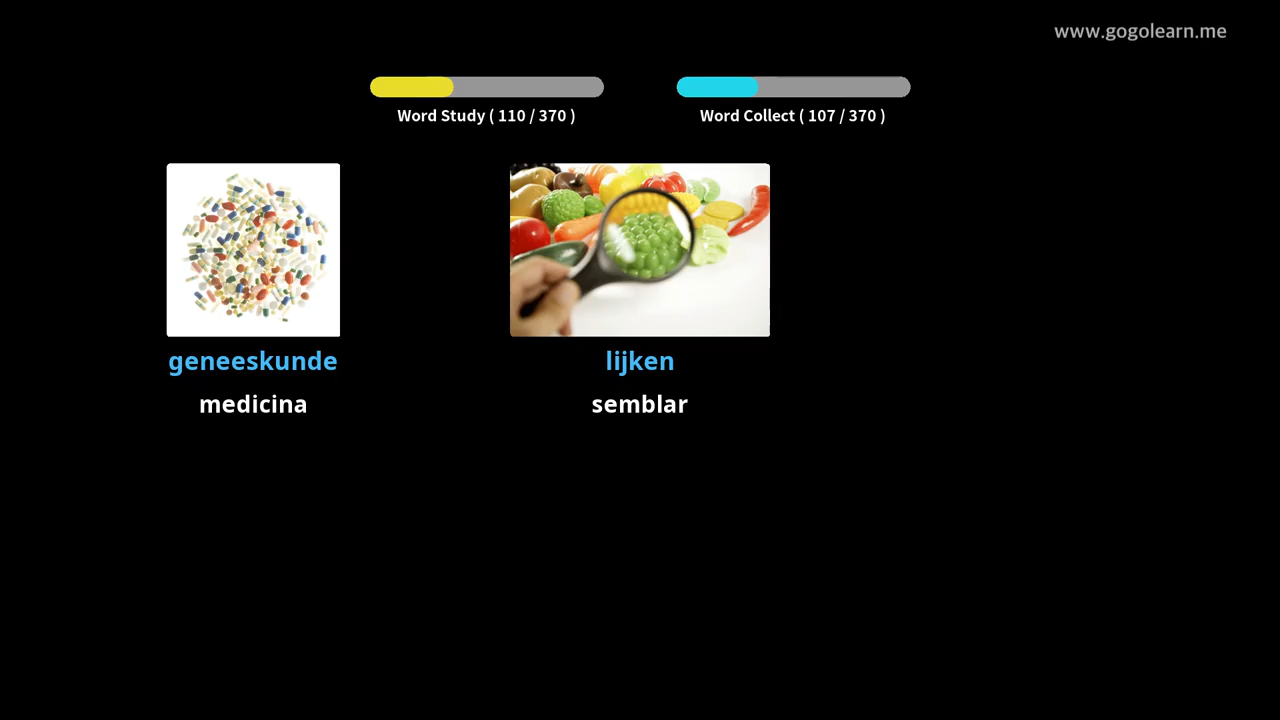 www.gogolearn.me
Word Study ( 110 / 370 )
Word Collect ( 107 / 370 )
geneeskunde
lijken
medicina
semblar